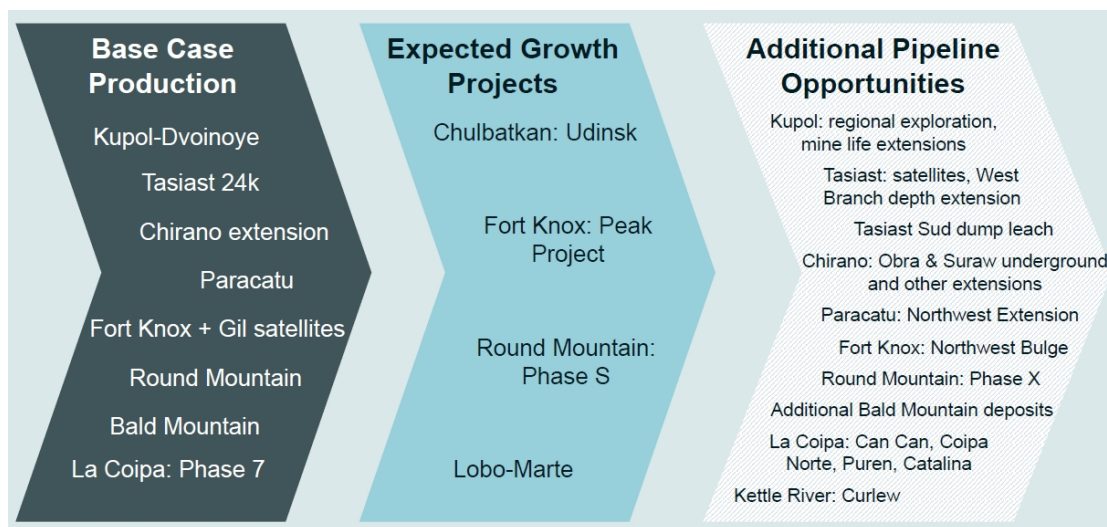 Base Case
Production
Kupol-Dvoinoye
Tasiast 24k
Chirano extension
Paracatu
Fort Knox + Gil satellites
Round Mountain
Bald Mountain
La Coipa: Phase 7
Expected Growth
Projects
Chulbatkan: Udinsk
Fort Knox: Peak
Project
Round Mountain:
Phase S
Lobo-Marte
Additional Pipeline
Opportunities
Kupol: regional exploration,
mine life extensions
Tasiast: satellites, West
Branch depth extension
Tasiast Sud dump leach
Chirano: Obra & Suraw underground
and other extensions
Paracatu: Northwest Extension
Fort Knox: Northwest Bulge
Round Mountain: Phase X
Additional Bald Mountain deposits
La Coipa: Can Can, Coipa
Norte, Puren, Catalina
Kettle River: Curlew